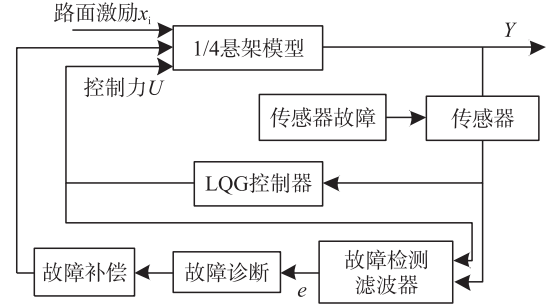 路面激励xi
Y
1/4悬架模型
控制力U
传感器故障
传感器
LQG控制器
故障检测
滤波器
故障补偿
故障诊断
e